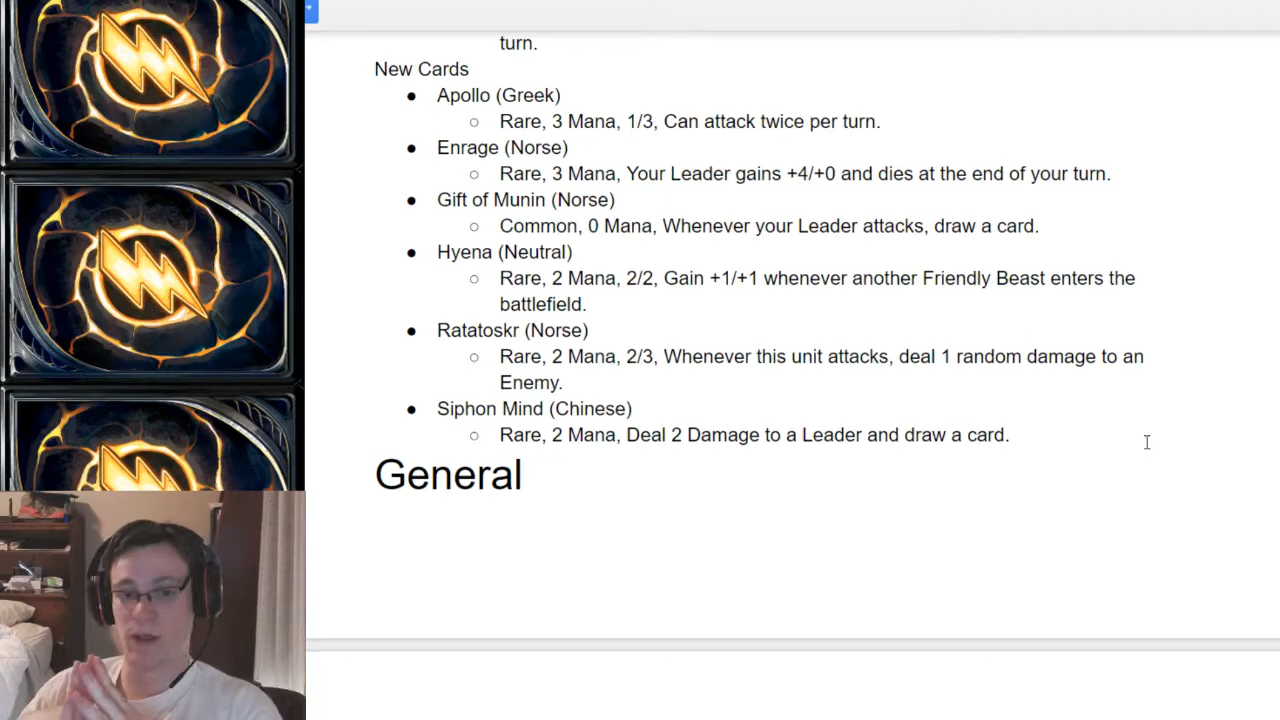 turn.
New Cards
● Apollo (Greek)
○ Rare, 3 Mana, 1/3, Can attack twice per turn.
● Enrage (Norse)
○ Rare, 3 Mana, Your Leader gains +4/+0 and dies at the end of your turn.
● Gift of Munin (Norse)
○ Common, 0 Mana, Whenever your Leader attacks, draw a card.
● Hyena (Neutral)
○ Rare, 2 Mana, 2/2, Gain +1/+1 whenever another Friendly Beast enters the
battlefield.
● Ratatoskr (Norse)
○ Rare, 2 Mana, 2/3, Whenever this unit attacks, deal 1 random damage to an
Enemy.
● Siphon Mind (Chinese)
○ Rare, 2 Mana, Deal 2 Damage to a Leader and draw a card.
General